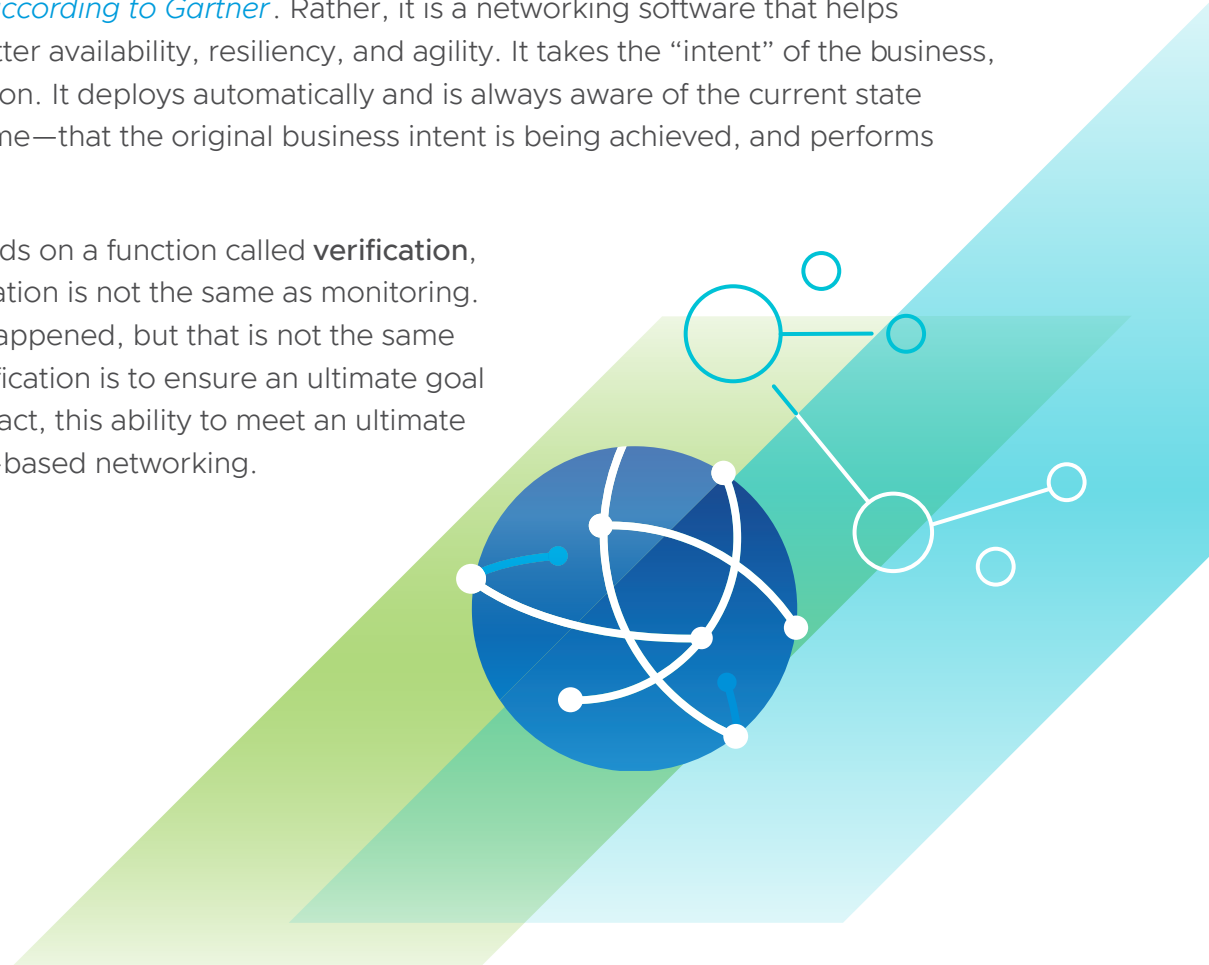 according to Gartner. Rather, it is a networking software that helps
tter availability, resiliency, and agility. It takes the “intent” of the business,
on. It deploys automatically and is always aware of the current state
me—that the original business intent is being achieved, and performs
ds on a function called verification,
ation is not the same as monitoring.
appened, but that is not the same
fication is to ensure an ultimate goal
act, this ability to meet an ultimate
-based networking.